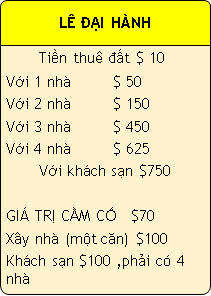 LÊ ĐẠI HÀNH
Tiền thuê đất $ 10
Với 1 nhà $ 50
Với 2 nhà $ 150
Với 3 nhà $ 450
Với 4 nhà $ 625
Với khách sạn $750
GIÁ TRỊ CẦM CỐ $70
Xây nhà (một căn) $100
Khách sạn $100 ,phải có 4
nhà